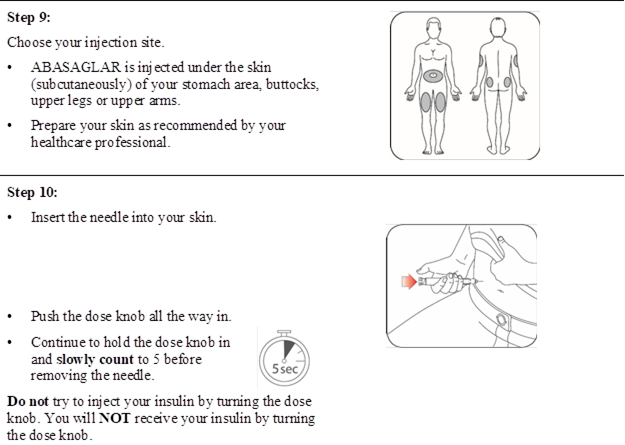 Step 9:
Choose your injection site.
• ABASAGLAR is injected under the skin
(subcutaneously) of your stomach area, buttocks,
upper legs or upper arms.
• Prepare your skin as recommended by your
healthcare professional.
Step 10:
• Insert the needle into your skin.
• Push the dose knob all the way in.
• Continue to hold the dose knob in
and slowly count to 5 before
removing the needle.
5 sec
Do not try to inject your insulin by turning the dose
knob. You will NOT receive your insulin by turning
the dose knob.